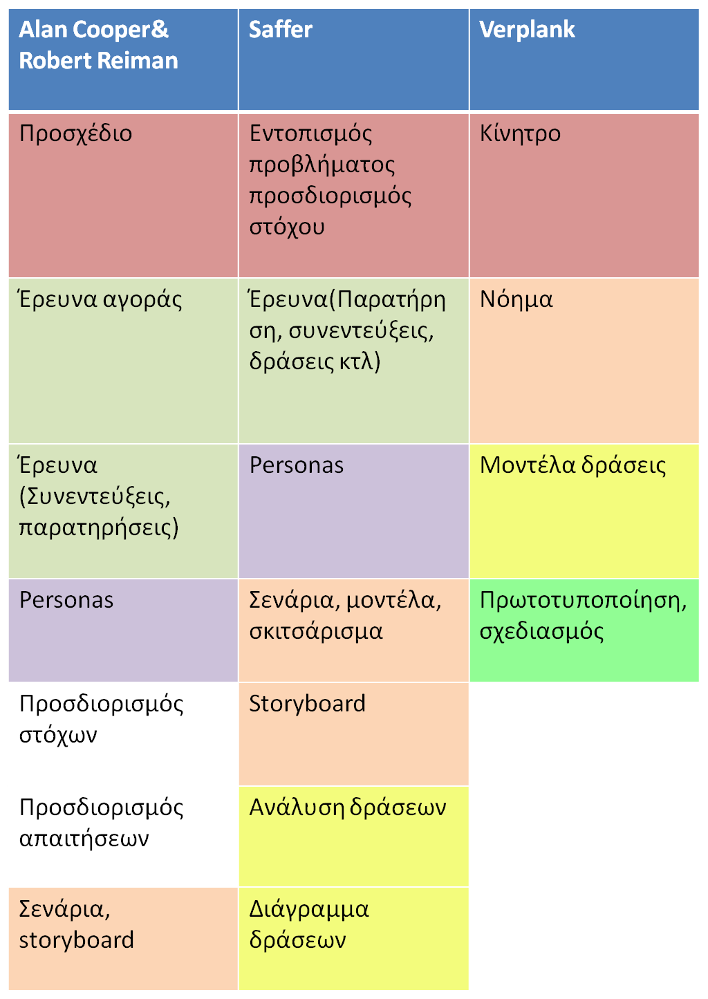 Alan Cooper&
Robert Reiman
Saffer
Verplank
Προσχέδιο
Εντοπισμός
προβλήματος
προσδιορισμός
στόχου
Κίνητρο
Έρευνα αγοράς
Έρευνα(Παρατήρη
ση, συνεντεύξεις,
δράσεις κτλ)
Νόημα
Έρευνα
(Συνεντεύξεις,
παρατηρήσεις)
Personas
Μοντέλα δράσεις
Personas
Σενάρια, μοντέλα,
σκιτσάρισμα
Πρωτοτυποποίηση,
σχεδιασμός
Προσδιορισμός
στόχων
Storyboard
Προσδιορισμός
απαιτήσεων
Ανάλυση δράσεων
Σενάρια,
storyboard
Διάγραμμα
δράσεων